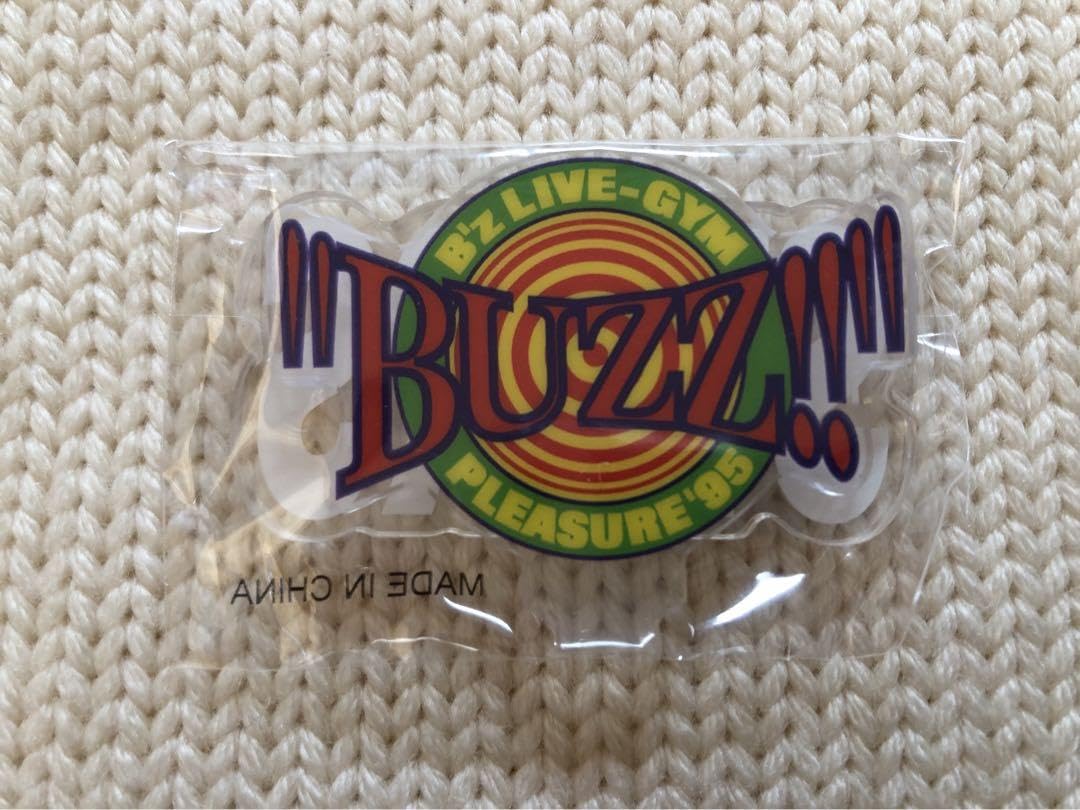 B'z LIVE-GYM
"BUZZ!!"
PLEASURE'95
MADE IN CHINA